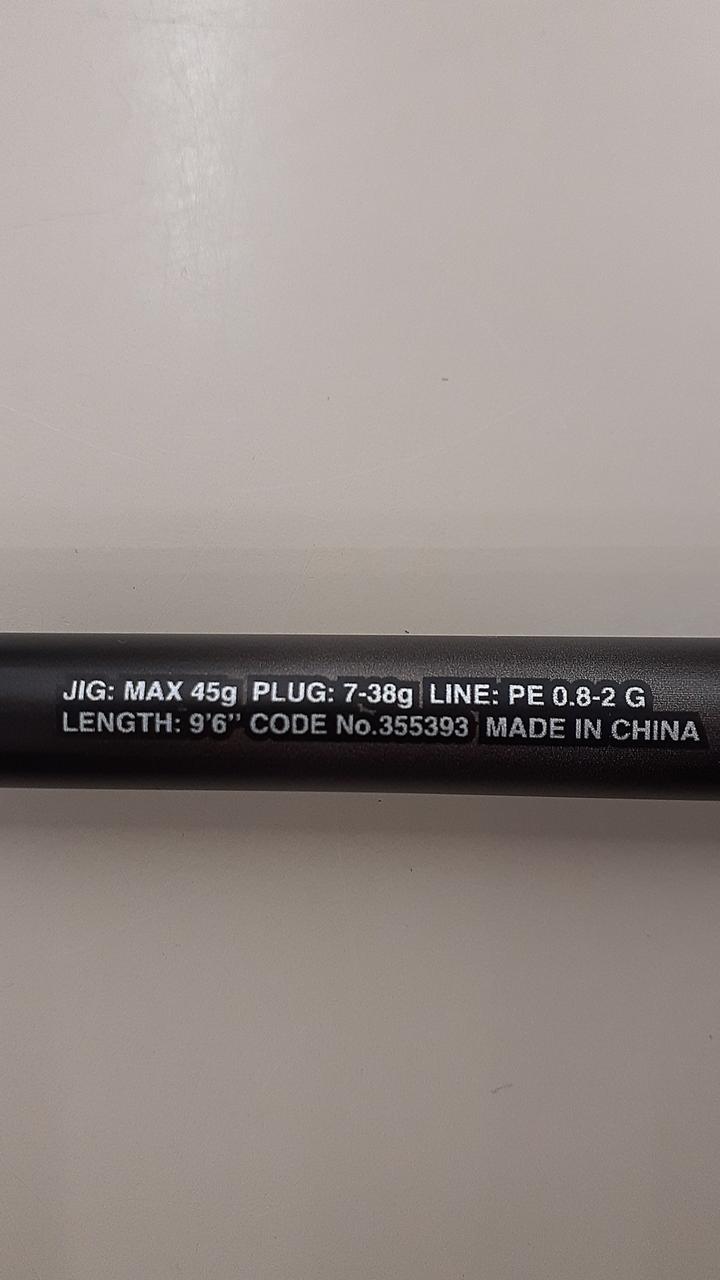 JIG: MAX 45g PLUG: 7-38g LINE: PE 0.8-2 G
LENGTH: 9'6" CODE No.355393 MADE IN CHINA